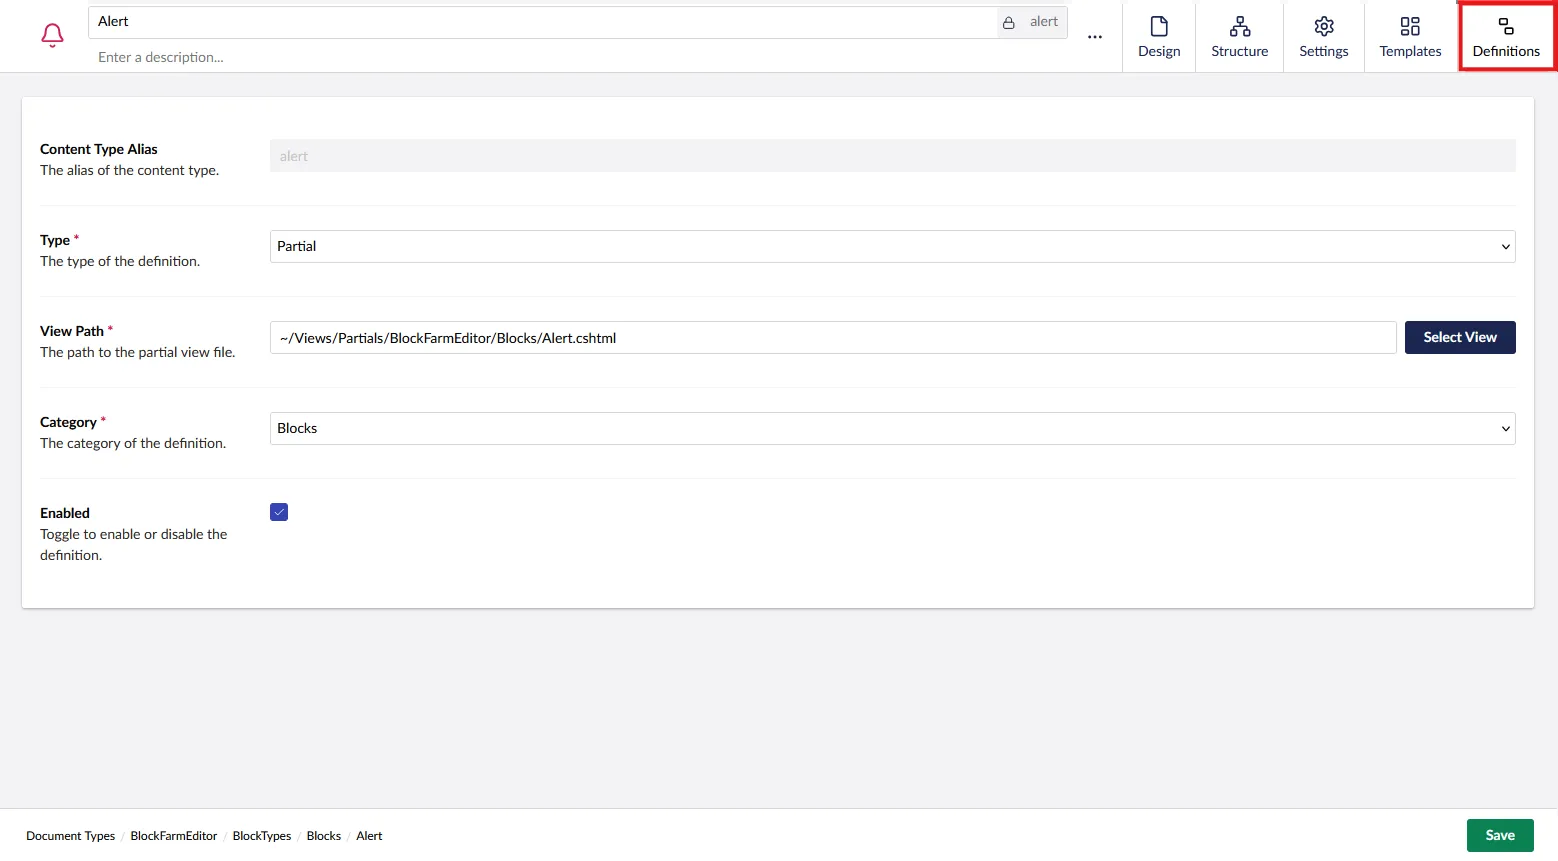 Alert
alert
...
Enter a description...
Design
Structure
Settings
Templates
Definitions
Content Type Alias
The alias of the content type.
alert
Type *
The type of the definition.
Partial
View Path *
The path to the partial view file.
~/Views/Partials/BlockFarmEditor/Blocks/Alert.cshtml
Select View
Category *
The category of the definition.
Blocks
Enabled
Toggle to enable or disable the
definition.
Document Types / BlockFarmEditor / BlockTypes / Blocks / Alert
Save